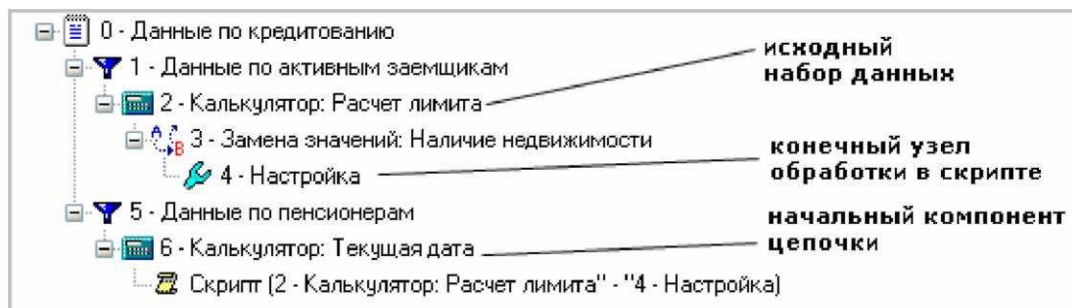 0 - Данные по кредитованию
1 - Данные по активным заемщикам
2 - Калькулятор: Расчет лимита
3 - Замена значений: Наличие недвижимости
4 - Настройка
5 - Данные по пенсионерам
6 - Калькулятор: Текущая дата
Скрипт (2 - Калькулятор: Расчет лимита" - "4 - Настройка)
исходный
набор данных
конечный узел
обработки в скрипте
начальный компонент
цепочки